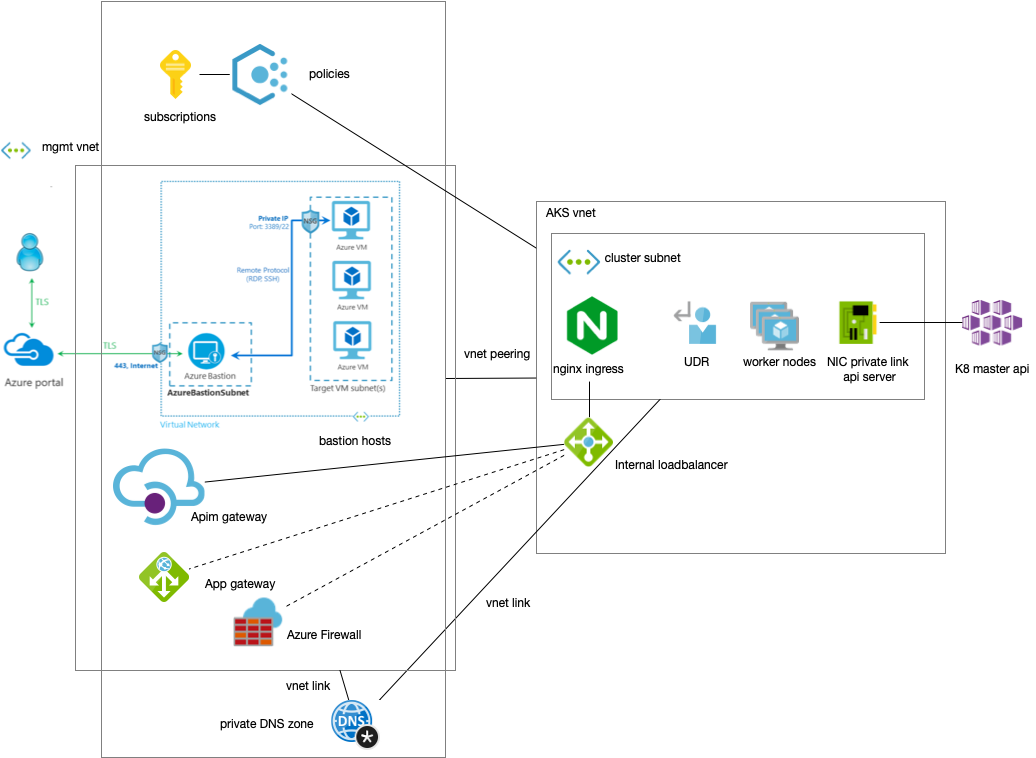 policies
subscriptions
mgmt vnet
Private IP
Port: 3389/22
NSG
Azure VM
Remote Protocol
(RDP, SSH)
Azure VM
TLS
Azure portal
TLS
NSG
443, Internet
Azure Bastion
AzureBastionSubnet
Azure VM
Target VM subnet(s)
Virtual Network
bastion hosts
Apim gateway
App gateway
Azure Firewall
vnet link
private DNS zone
DNS
vnet peering
vnet link
AKS vnet
cluster subnet
N
nginx ingress
UDR
worker nodes
NIC private link
api server
K8 master api
Internal loadbalancer